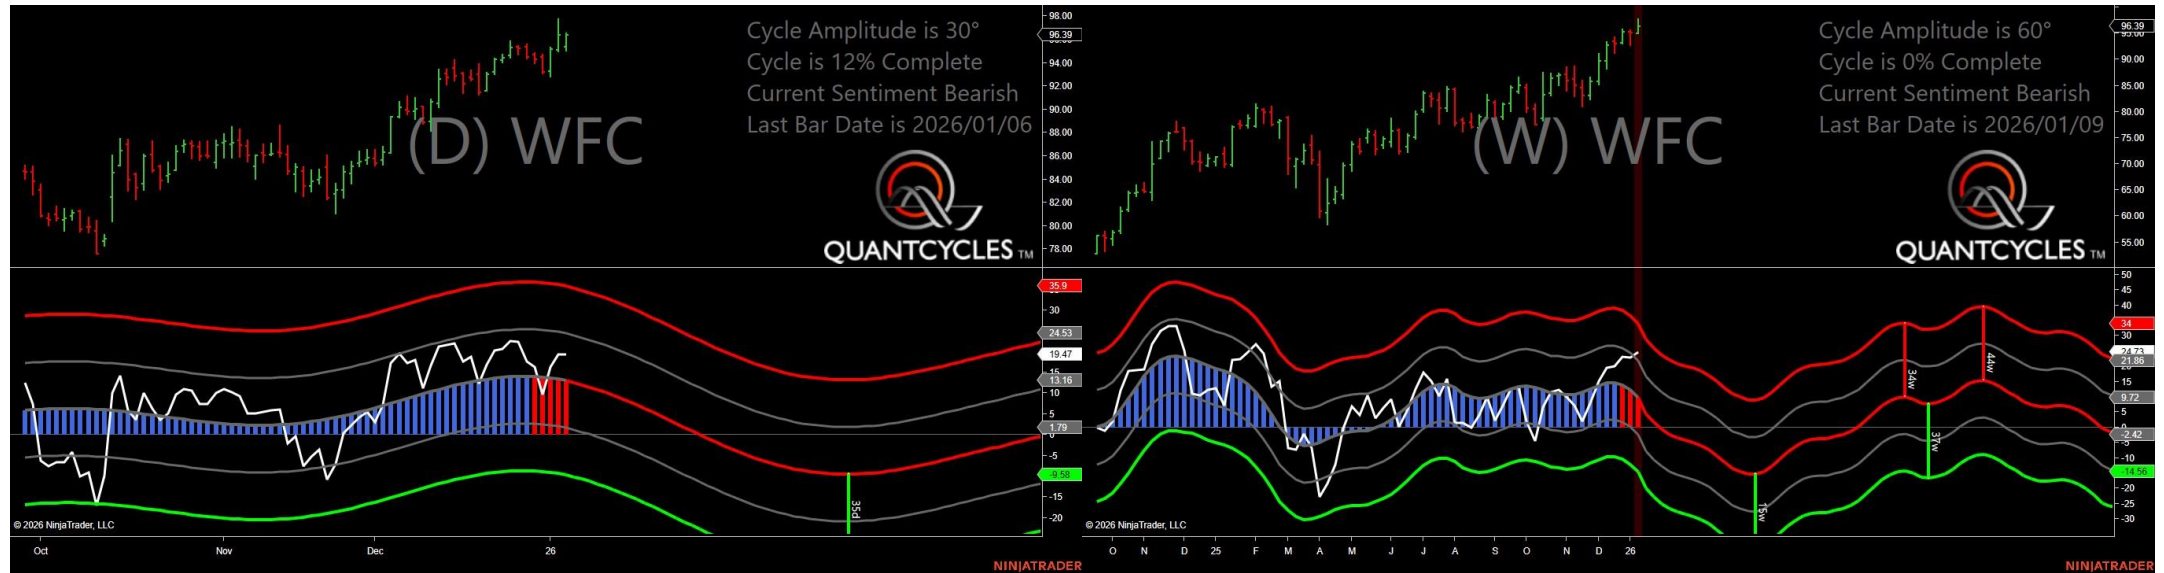 Cycle Amplitude is 30°
Cycle is 12% Complete
Current Sentiment Bearish
Last Bar Date is 2026/01/06
(D) WFC
QUANTCYCLES TM
98.00
96.39
94.00
92.00
90.00
88.00
86.00
84.00
82.00
80.00
78.00
35.9
30
24.53
19.47
15
13.16
10
5
1.79
0
-5
-9.58
-15
-20
35d
© 2026 NinjaTrader, LLC
Oct Nov Dec 26
NINJATRADER
Cycle Amplitude is 60°
Cycle is 0% Complete
Current Sentiment Bearish
Last Bar Date is 2026/01/09
(W) WFC
QUANTCYCLES TM
96.39
95.00
90.00
85.00
80.00
75.00
70.00
65.00
60.00
55.00
50
45
40
34
30
24.73
21.86
15
9.72
5
-2.42
-5
-10
-14.56
-20
-25
-30
34w
44w
37w
15w
© 2026 NinjaTrader, LLC
O N D 25 F M A M J J A S O N D 26
NINJATRADER